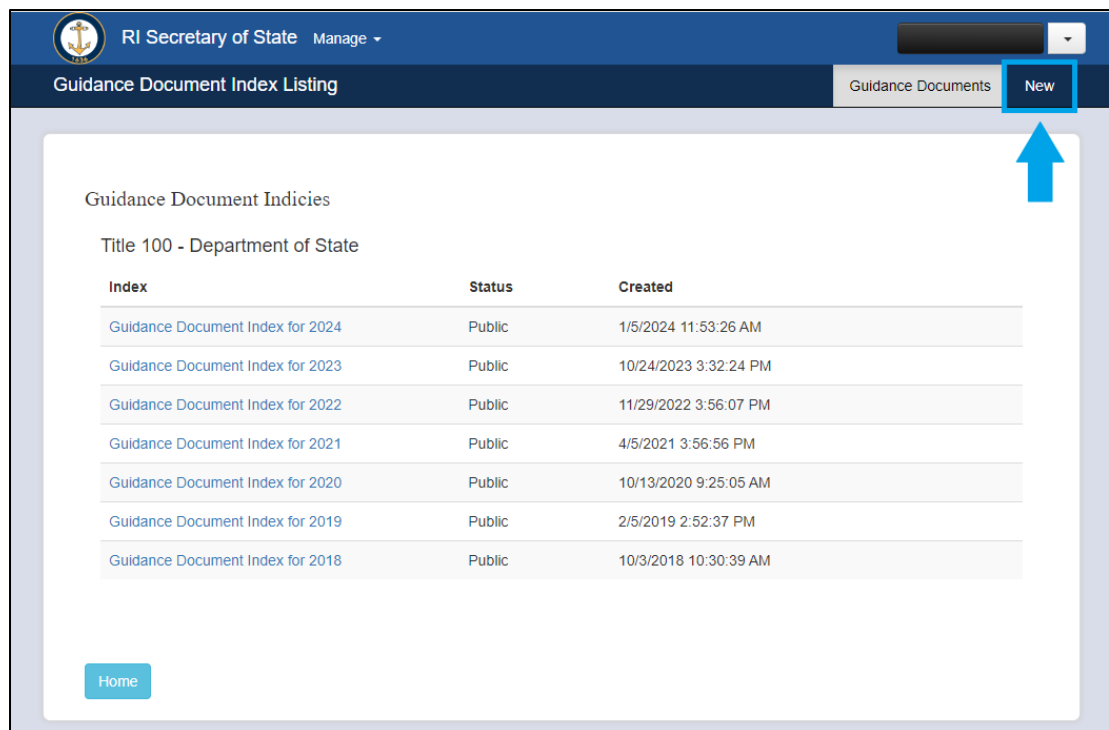 RI Secretary of State Manage
Guidance Document Index Listing Guidance Documents New
Guidance Document Indicies
Title 100 - Department of State
Index Status Created
Guidance Document Index for 2024 Public 1/5/2024 11:53:26 AM
Guidance Document Index for 2023 Public 10/24/2023 3:32:24 PM
Guidance Document Index for 2022 Public 11/29/2022 3:56:07 PM
Guidance Document Index for 2021 Public 4/5/2021 3:56:56 PM
Guidance Document Index for 2020 Public 10/13/2020 9:25:05 AM
Guidance Document Index for 2019 Public 2/5/2019 2:52:37 PM
Guidance Document Index for 2018 Public 10/3/2018 10:30:39 AM
Home